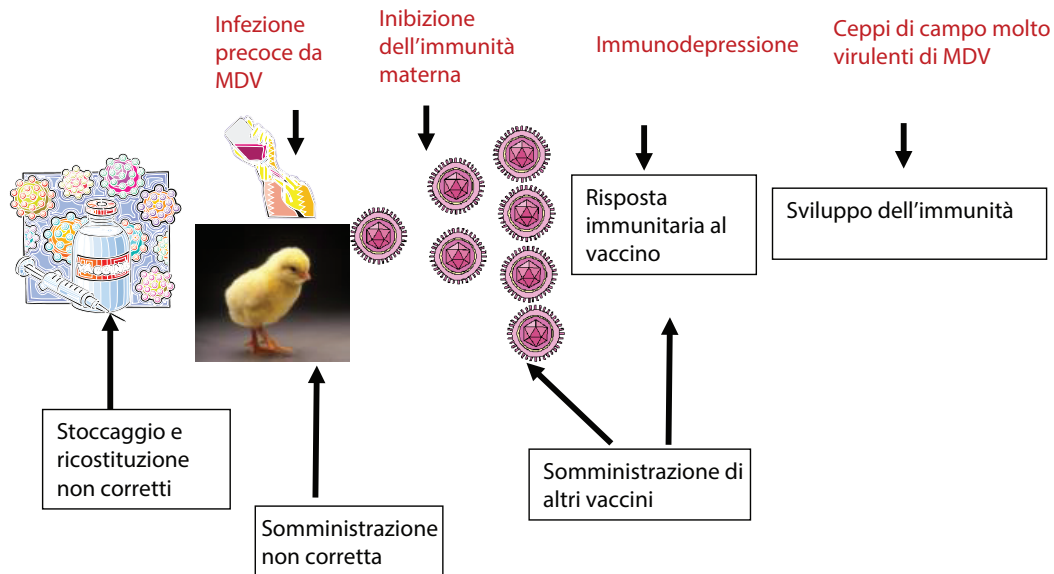 Infezione
precoce da
MDV
Inibizione
dell’immunità
materna
Immunodepressione
Ceppi di campo molto
virulenti di MDV
Risposta
immunitaria al
vaccino
Sviluppo dell’immunità
Stoccaggio e
ricostituzione
non corretti
Somministrazione
non corretta
Somministrazione di
altri vaccini